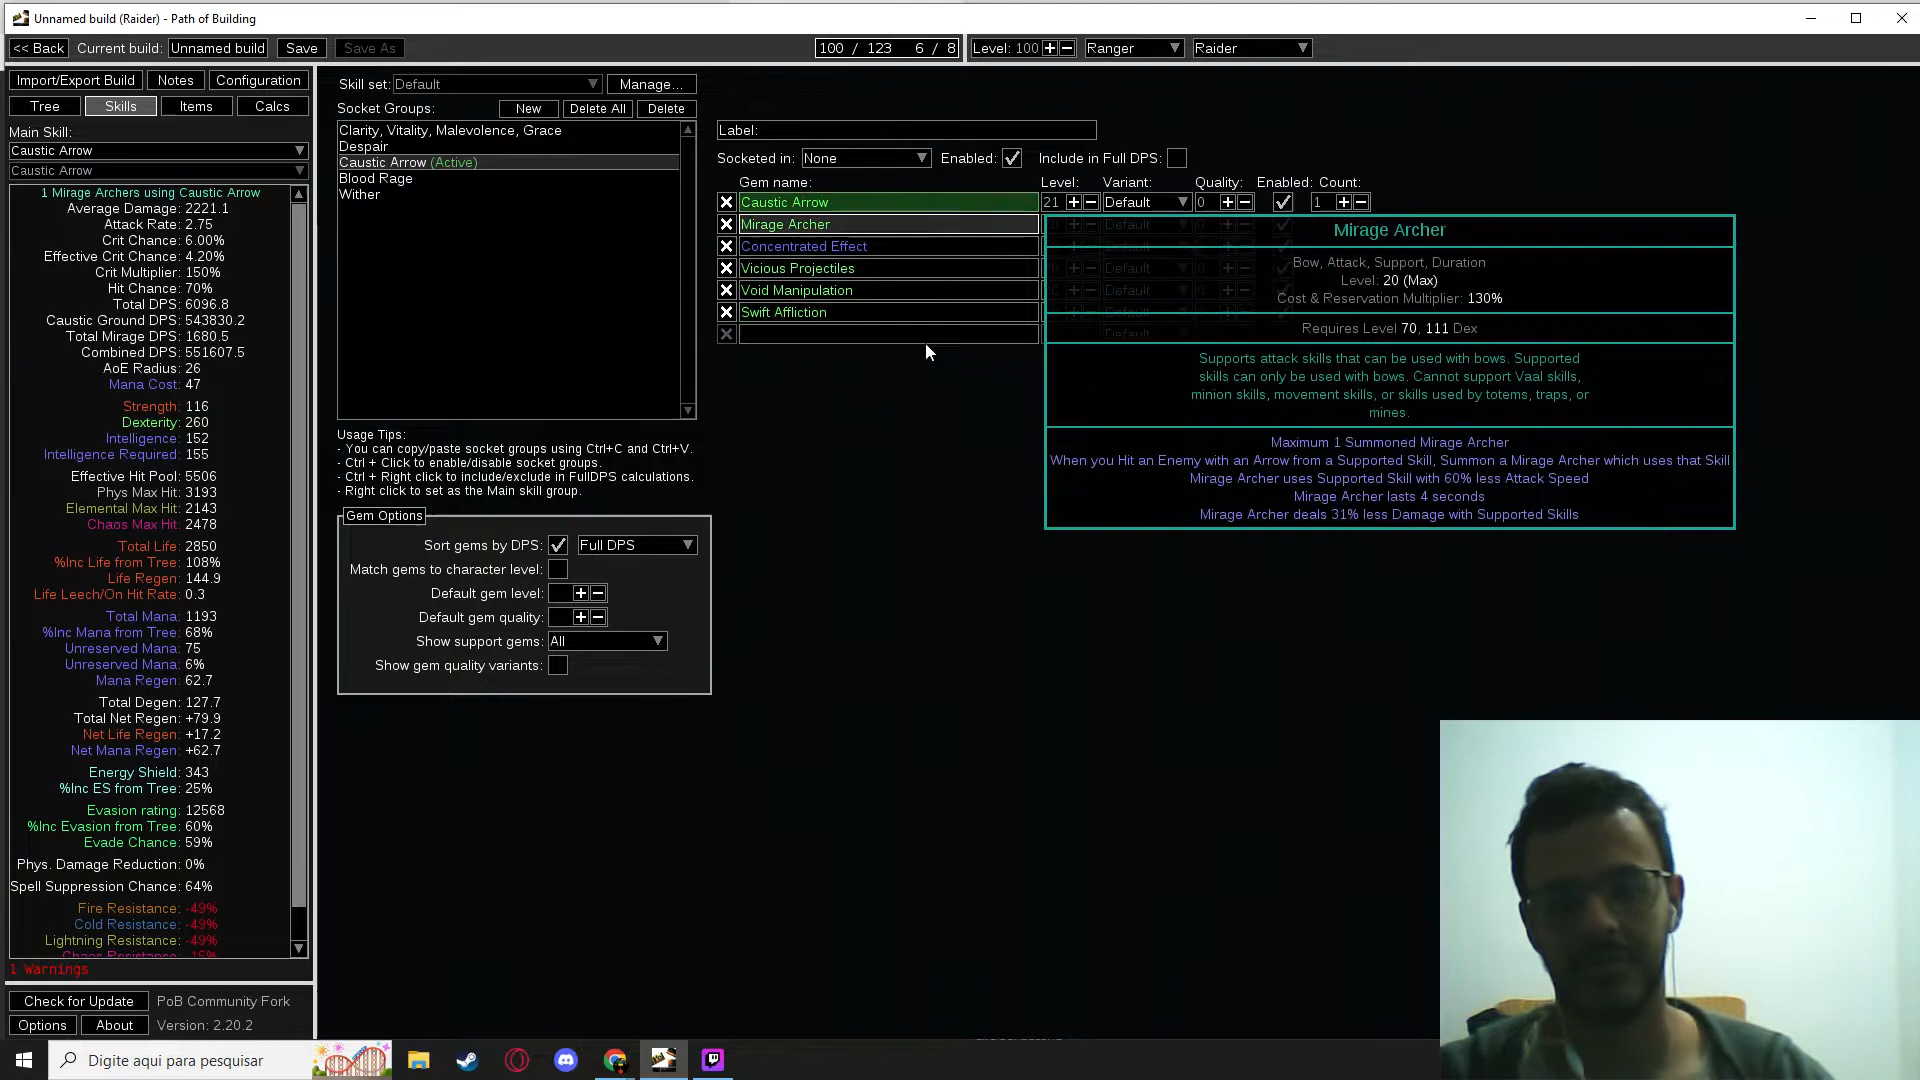 Unnamed build (Raider) - Path of Building
<< Back Current build: Unnamed build Save Save As 100 / 123 6 / 8 Level: 100 Ranger Raider
Import/Export Build Notes Configuration
Tree Skills Items Calcs
Main Skill:
Caustic Arrow
Caustic Arrow
1 Mirage Archers using Caustic Arrow
Average Damage: 2221.1
Attack Rate: 2.75
Crit Chance: 6.00%
Effective Crit Chance: 4.20%
Crit Multiplier: 150%
Hit Chance: 70%
Total DPS: 6096.8
Caustic Ground DPS: 543830.2
Total Mirage DPS: 1680.5
Combined DPS: 551607.5
AoE Radius: 26
Mana Cost: 47
Strength: 116
Dexterity: 260
Intelligence: 152
Intelligence Required: 155
Effective Hit Pool: 5506
Phys Max Hit: 3193
Elemental Max Hit: 2143
Chaos Max Hit: 2478
Total Life: 2850
%Inc Life from Tree: 108%
Life Regen: 144.9
Life Leech/On Hit Rate: 0.3
Total Mana: 1193
%Inc Mana from Tree: 68%
Unreserved Mana: 75
Unreserved Mana: 6%
Mana Regen: 62.7
Total Degen: 127.7
Total Net Regen: +79.9
Net Life Regen: +17.2
Net Mana Regen: +62.7
Energy Shield: 343
%Inc ES from Tree: 25%
Evasion rating: 12568
%Inc Evasion from Tree: 60%
Evade Chance: 59%
Phys. Damage Reduction: 0%
Spell Suppression Chance: 64%
Fire Resistance: -49%
Cold Resistance: -49%
Lightning Resistance: -49%
Chaos Resistance: -15%
1 Warnings
Check for Update PoB Community Fork
Options About Version: 2.20.2
Skill set: Default Manage...
Socket Groups: New Delete All Delete
Clarity, Vitality, Malevolence, Grace
Despair
Caustic Arrow (Active)
Blood Rage
Wither
Usage Tips:
- You can copy/paste socket groups using Ctrl+C and Ctrl+V.
- Ctrl + Click to enable/disable socket groups.
- Ctrl + Right click to include/exclude in FullDPS calculations.
- Right click to set as the Main skill group.
Gem Options
Sort gems by DPS: Full DPS
Match gems to character level:
Default gem level:
Default gem quality:
Show support gems: All
Show gem quality variants:
Label:
Socketed in: None Enabled: Include in Full DPS:
Gem name: Level: Variant: Quality: Enabled: Count:
Caustic Arrow 21 Default 0 1
Mirage Archer
Concentrated Effect
Vicious Projectiles
Void Manipulation
Swift Affliction
Mirage Archer
Bow, Attack, Support, Duration
Level: 20 (Max)
Cost & Reservation Multiplier: 130%
Requires Level 70, 111 Dex
Supports attack skills that can be used with bows. Supported
skills can only be used with bows. Cannot support Vaal skills,
minion skills, movement skills, or skills used by totems, traps, or
mines.
Maximum 1 Summoned Mirage Archer
When you Hit an Enemy with an Arrow from a Supported Skill, Summon a Mirage Archer which uses that Skill
Mirage Archer uses Supported Skill with 60% less Attack Speed
Mirage Archer lasts 4 seconds
Mirage Archer deals 31% less Damage with Supported Skills
Digite aqui para pesquisar